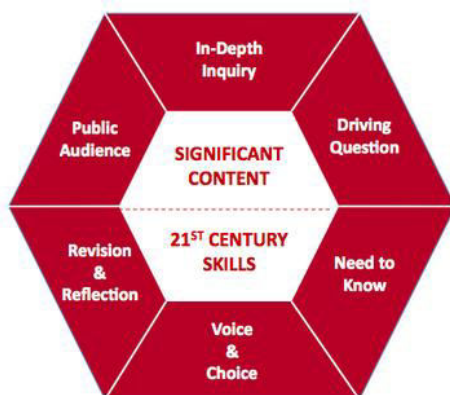 In-Depth
Inquiry
Public
Audience
Driving
Question
SIGNIFICANT
CONTENT
21ST CENTURY
SKILLS
Revision
&
Reflection
Need to
Know
Voice
&
Choice